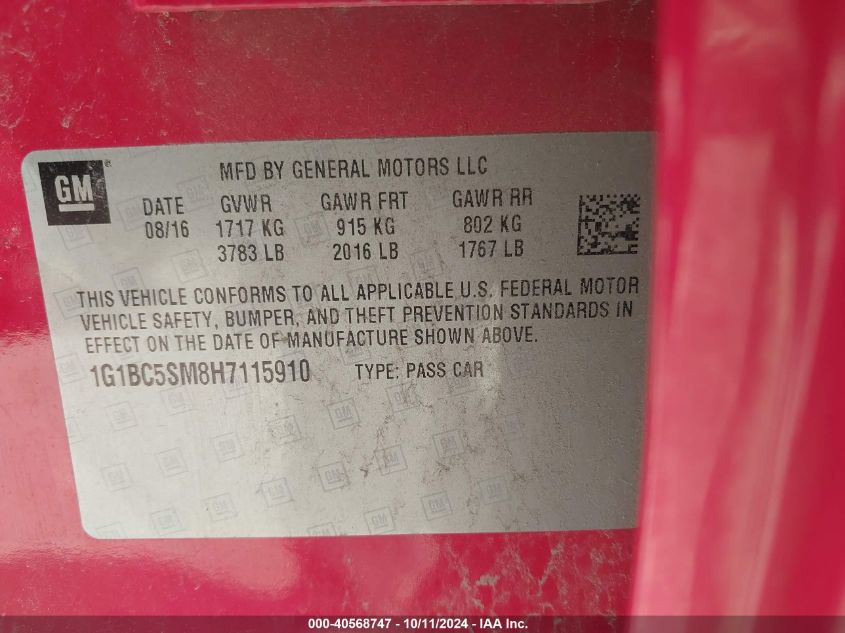 GM
MFD BY GENERAL MOTORS LLC
DATE GVWR GAWR FRT GAWR RR
08/16 1717 KG 915 KG 802 KG
3783 LB 2016 LB 1767 LB
THIS VEHICLE CONFORMS TO ALL APPLICABLE U.S. FEDERAL MOTOR
VEHICLE SAFETY, BUMPER, AND THEFT PREVENTION STANDARDS IN
EFFECT ON THE DATE OF MANUFACTURE SHOWN ABOVE.
1G1BC5SM8H7115910 TYPE: PASS CAR
000-40568747 - 10/11/2024 - IAA Inc.